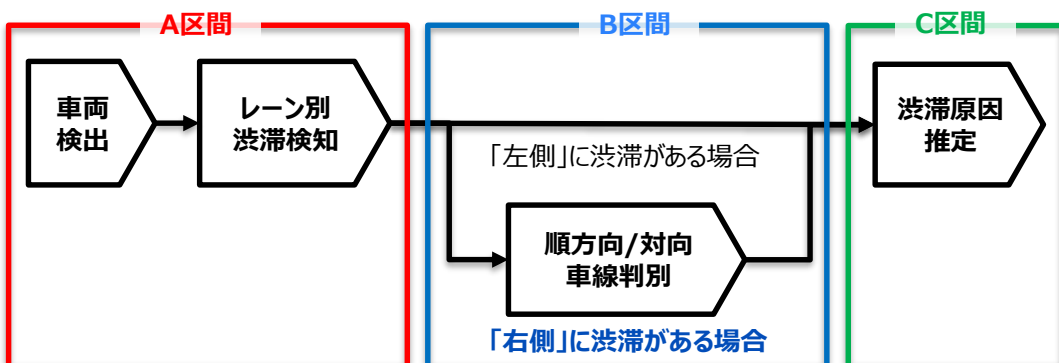 A区間
B区間
C区間
車両
検出
レーン別
渋滞検知
「左側」に渋滞がある場合
順方向/対向
車線判別
「右側」に渋滞がある場合
渋滞原因
推定